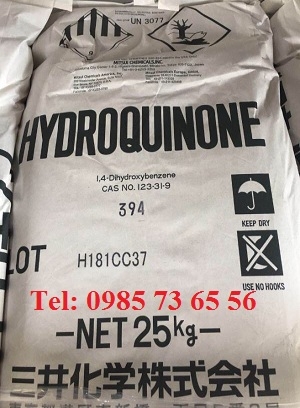 UN 3077
MITSUI CHEMICALS, INC.
HYDROQUINONE
1,4-Dihydroxybenzene
CAS NO. 123-31-9
394
KEEP DRY
LOT H181CC37
USE NO HOOKS
Tel: 0985 73 65 56
–NET 25kg–
三井化学株式会社